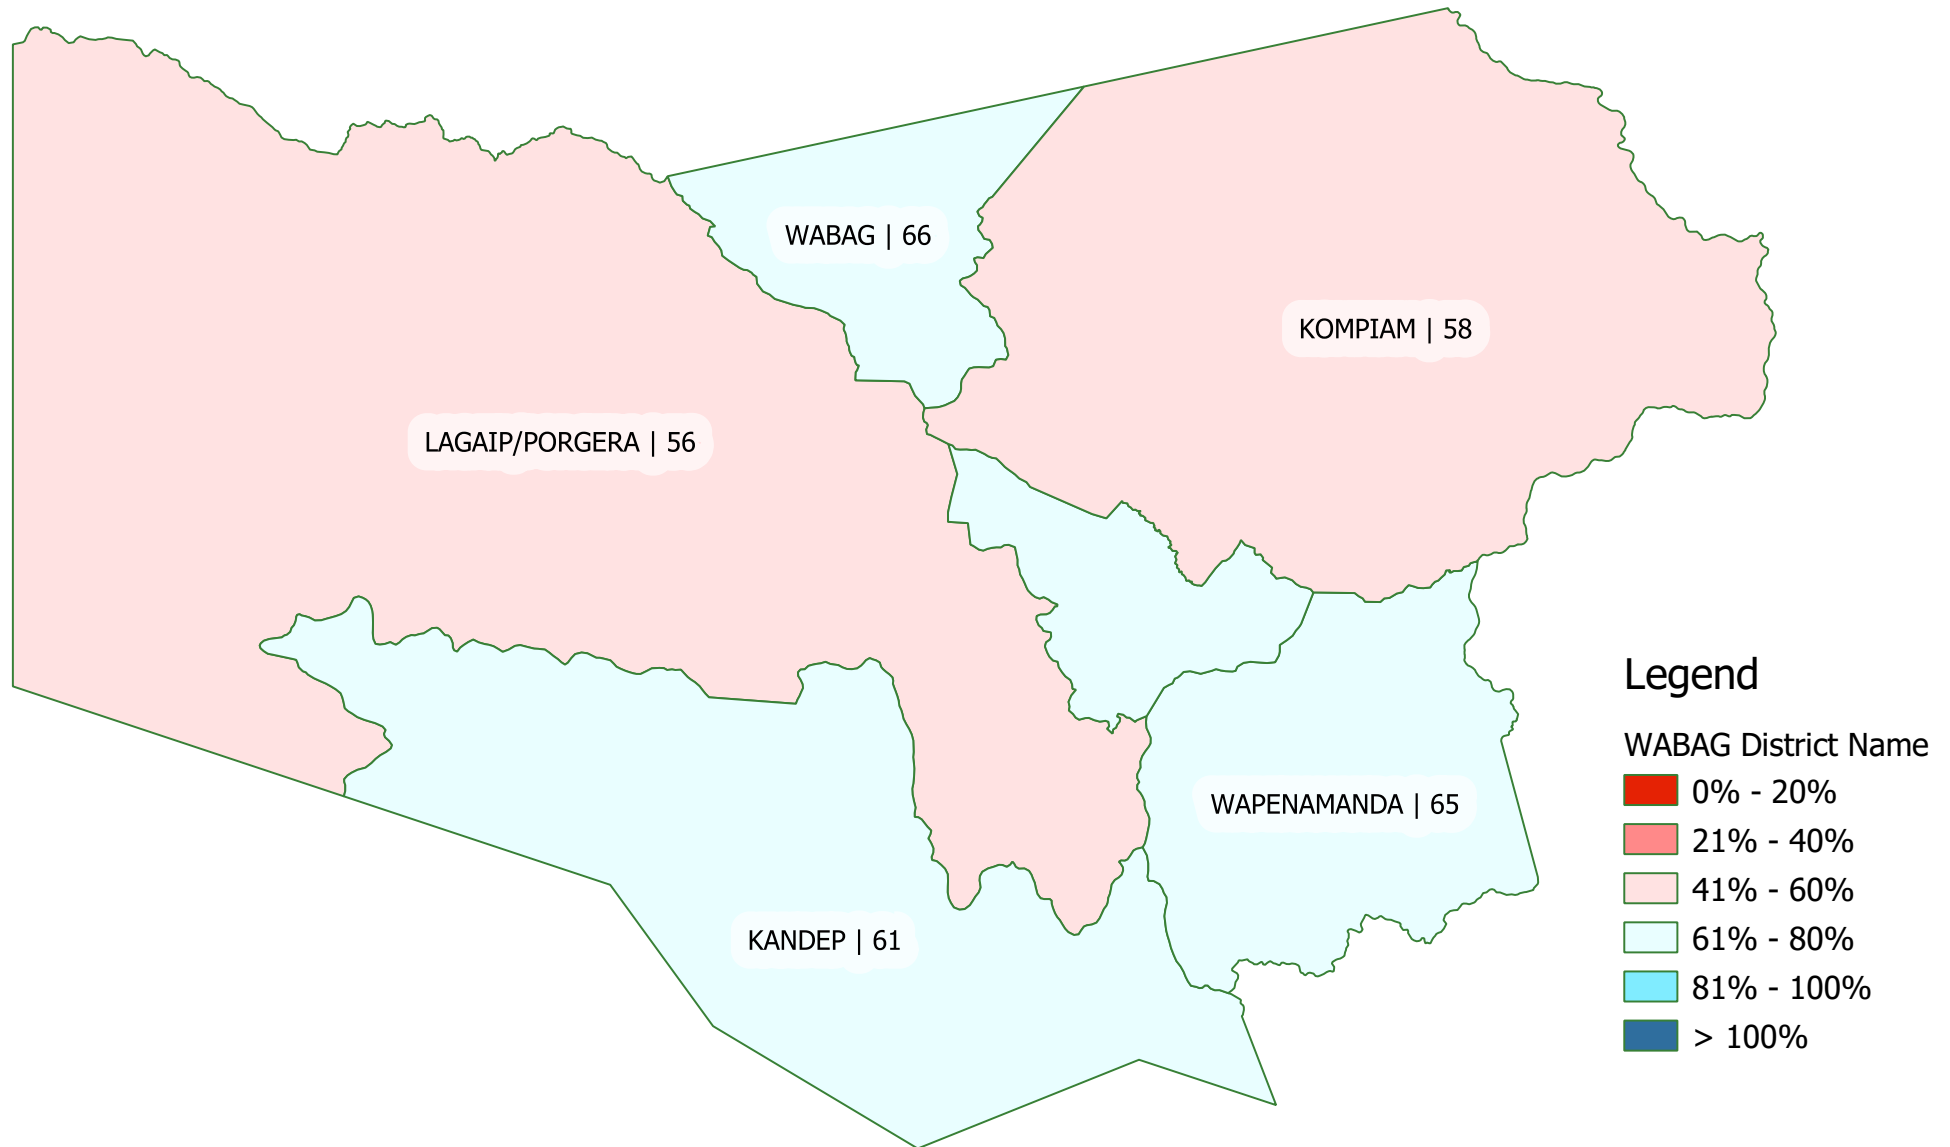 WABAG | 66
KOMPIAM | 58
LAGAIP/PORGERA | 56
WAPENAMANDA | 65
KANDEP | 61
Legend
WABAG District Name
0% - 20%
21% - 40%
41% - 60%
61% - 80%
81% - 100%
> 100%